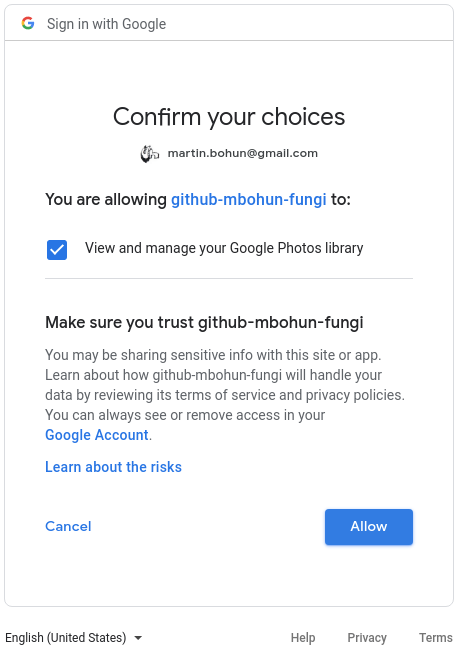 Sign in with Google
Confirm your choices
martin.bohun@gmail.com
You are allowing github-mbohun-fungi to:
View and manage your Google Photos library
Make sure you trust github-mbohun-fungi
You may be sharing sensitive info with this site or app.
Learn about how github-mbohun-fungi will handle your
data by reviewing its terms of service and privacy policies.
You can always see or remove access in your
Google Account.
Learn about the risks
Cancel Allow
English (United States) Help Privacy Terms